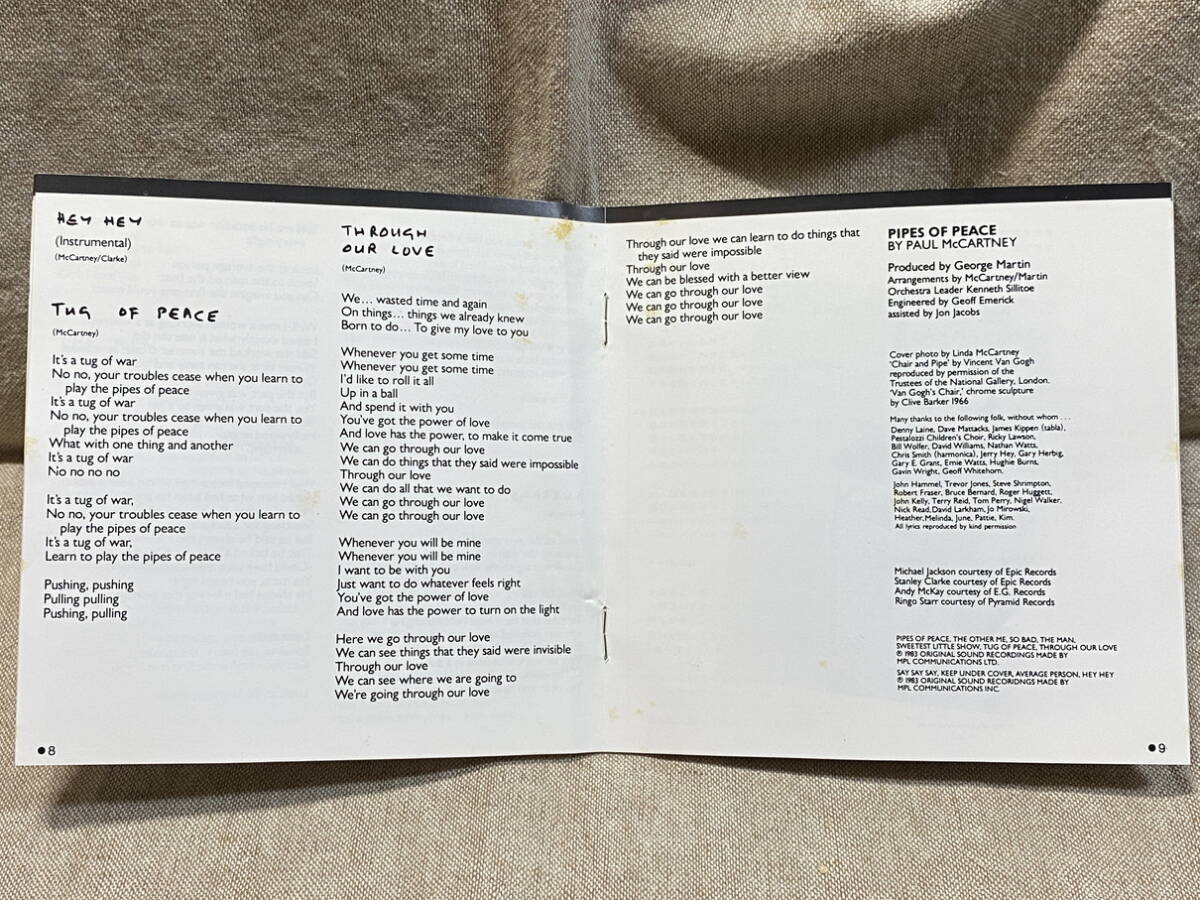 HEY HEY
(Instrumental)
(McCartney/Clarke)
TUG OF PEACE
(McCartney)
It's a tug of war
No no, your troubles cease when you learn to
play the pipes of peace
It's a tug of war
No no, your troubles cease when you learn to
play the pipes of peace
What with one thing and another
It's a tug of war
No no no no
It's a tug of war,
No no, your troubles cease when you learn to
play the pipes of peace
It's a tug of war,
Learn to play the pipes of peace
Pushing, pushing
Pulling pulling
Pushing, pulling
●8
THROUGH
OUR LOVE
(McCartney)
We... wasted time and again
On things... things we already knew
Born to do... To give my love to you
Whenever you get some time
Whenever you get some time
I'd like to roll it all
Up in a ball
And spend it with you
You've got the power of love
And love has the power, to make it come true
We can go through our love
We can do things that they said were impossible
Through our love
We can do all that we want to do
We can go through our love
We can go through our love
Whenever you will be mine
Whenever you will be mine
I want to be with you
Just want to do whatever feels right
You've got the power of love
And love has the power to turn on the light
Here we go through our love
We can see things that they said were invisible
Through our love
We can see where we are going to
We're going through our love
Through our love we can learn to do things that
they said were impossible
Through our love
We can be blessed with a better view
We can go through our love
We can go through our love
We can go through our love
PIPES OF PEACE
BY PAUL McCARTNEY
Produced by George Martin
Arrangements by McCartney/Martin
Orchestra Leader Kenneth Sillitoe
Engineered by Geoff Emerick
assisted by Jon Jacobs
Cover photo by Linda McCartney
'Chair and Pipe' by Vincent Van Gogh
reproduced by permission of the
Trustees of the National Gallery, London.
'Van Gogh's Chair,' chrome sculpture
by Clive Barker 1966
Many thanks to the following folk, without whom ...
Denny Laine, Dave Mattacks, James Kippen (tabla),
Pestalozzi Children's Choir, Ricky Lawson,
Bill Wolfer, David Williams, Nathan Watts,
Chris Smith (harmonica), Jerry Hey, Gary Herbig,
Gary E. Grant, Ernie Watts, Hughie Burns,
Gavin Wright, Geoff Whitehorn.
John Hammel, Trevor Jones, Steve Shrimpton,
Robert Fraser, Bruce Bernard, Roger Huggett,
John Kelly, Terry Reid, Tom Perry, Nigel Walker,
Nick Read, David Larkham, Jo Mirowski,
Heather, Melinda, June, Pattie, Kim.
All lyrics reproduced by kind permission
Michael Jackson courtesy of Epic Records
Stanley Clarke courtesy of Epic Records
Andy McKay courtesy of E.G. Records
Ringo Starr courtesy of Pyramid Records
PIPES OF PEACE, THE OTHER ME, SO BAD, THE MAN,
SWEETEST LITTLE SHOW, TUG OF PEACE, THROUGH OUR LOVE
℗ 1983 ORIGINAL SOUND RECORDINGS MADE BY
MPL COMMUNICATIONS LTD.
SAY SAY SAY, KEEP UNDER COVER, AVERAGE PERSON, HEY HEY
℗ 1983 ORIGINAL SOUND RECORIDNGS MADE BY
MPL COMMUNICATIONS INC.
●9